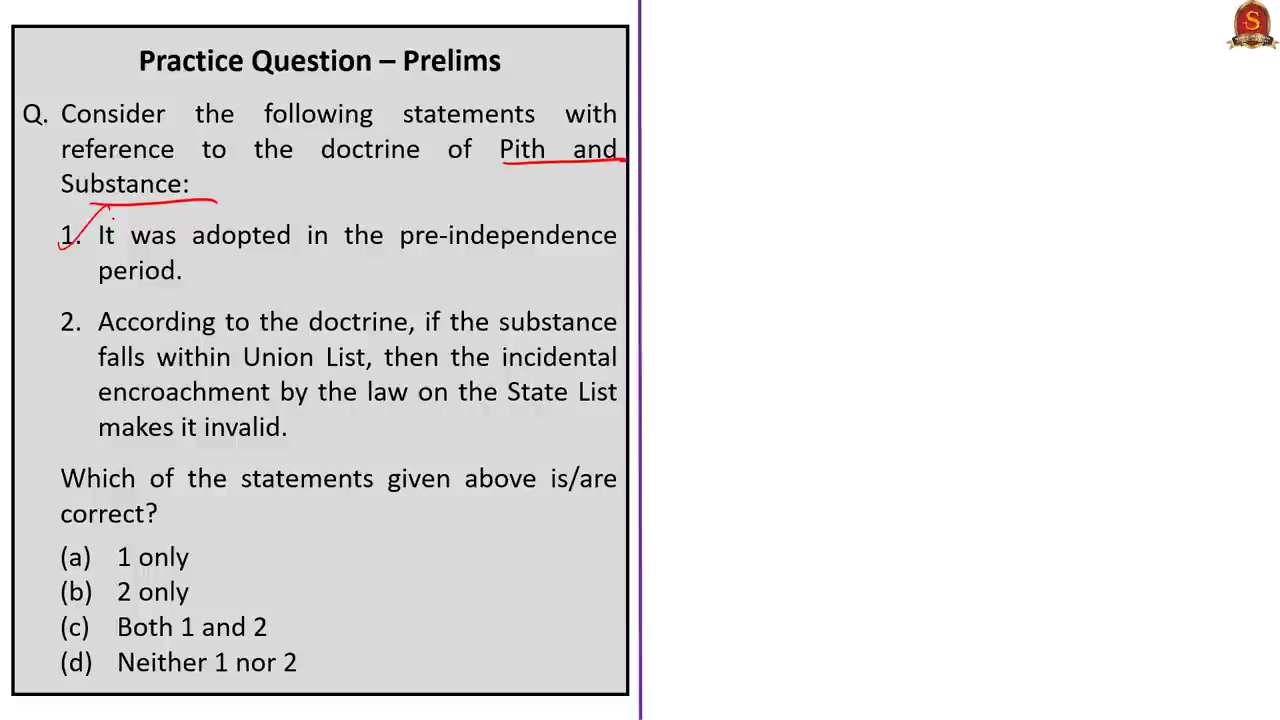 Practice Question – Prelims
Q. Consider the following statements with
reference to the doctrine of Pith and
Substance:
1. It was adopted in the pre-independence
period.
2. According to the doctrine, if the substance
falls within Union List, then the incidental
encroachment by the law on the State List
makes it invalid.
Which of the statements given above is/are
correct?
(a) 1 only
(b) 2 only
(c) Both 1 and 2
(d) Neither 1 nor 2
S